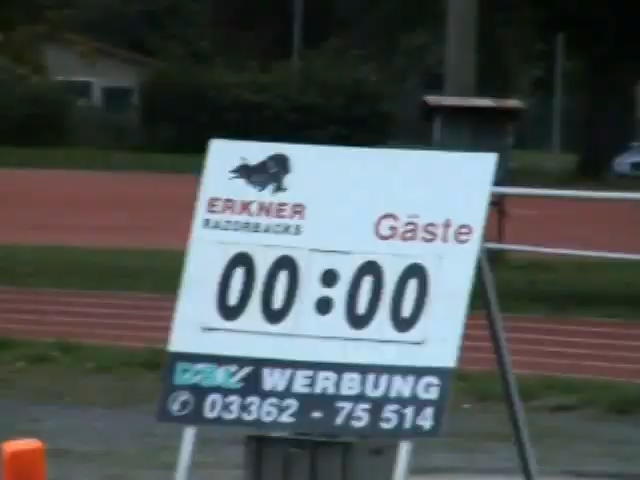 ERKNER
RAZORBACKS
Gäste
00:00
WERBUNG
03362 - 75 514